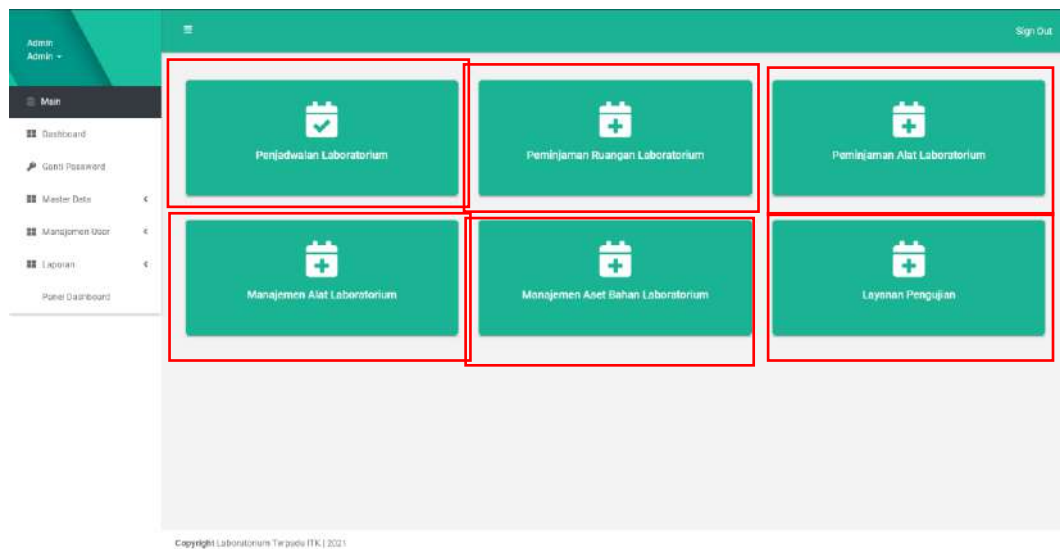 Admin
Admin
Sign Out
Main
Dashboard
Ganti Password
Master Data
Manajemen User
Laporan
Panel Dashboard
Penjadwalan Laboratorium
Peminjaman Ruangan Laboratorium
Peminjaman Alat Laboratorium
Manajemen Alat Laboratorium
Manajemen Aset Bahan Laboratorium
Layanan Pengujian
Copyright Laboratorium Terpadu ITK | 2021